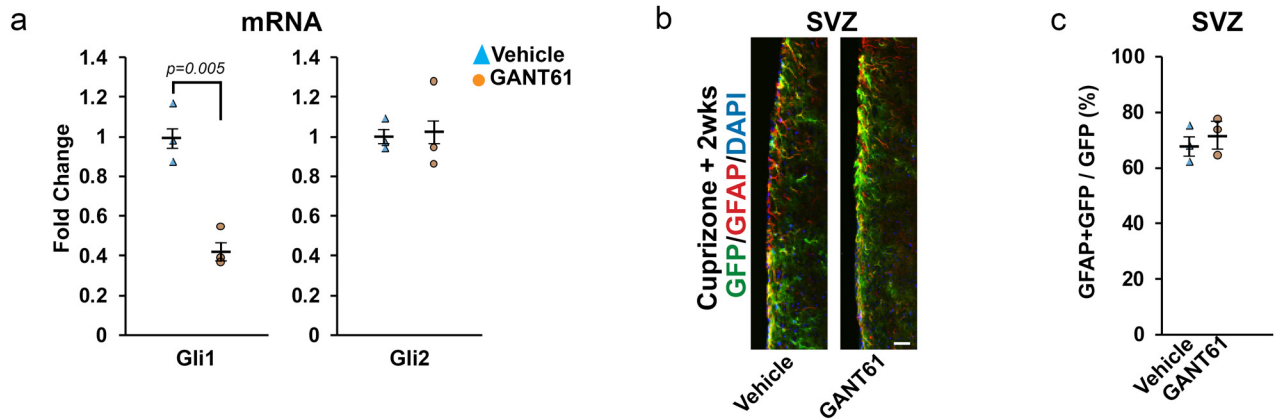 a
mRNA
Vehicle
GANT61
Fold Change
1.4
1.2
1
0.8
0.6
0.4
0.2
0
p=0.005
Gli1
1.4
1.2
1
0.8
0.6
0.4
0.2
0
Gli2
b
SVZ
Cuprizone + 2wks
GFP/GFAP/DAPI
Vehicle
GANT61
c
SVZ
GFAP+GFP / GFP (%)
100
80
60
40
20
0
Vehicle
GANT61